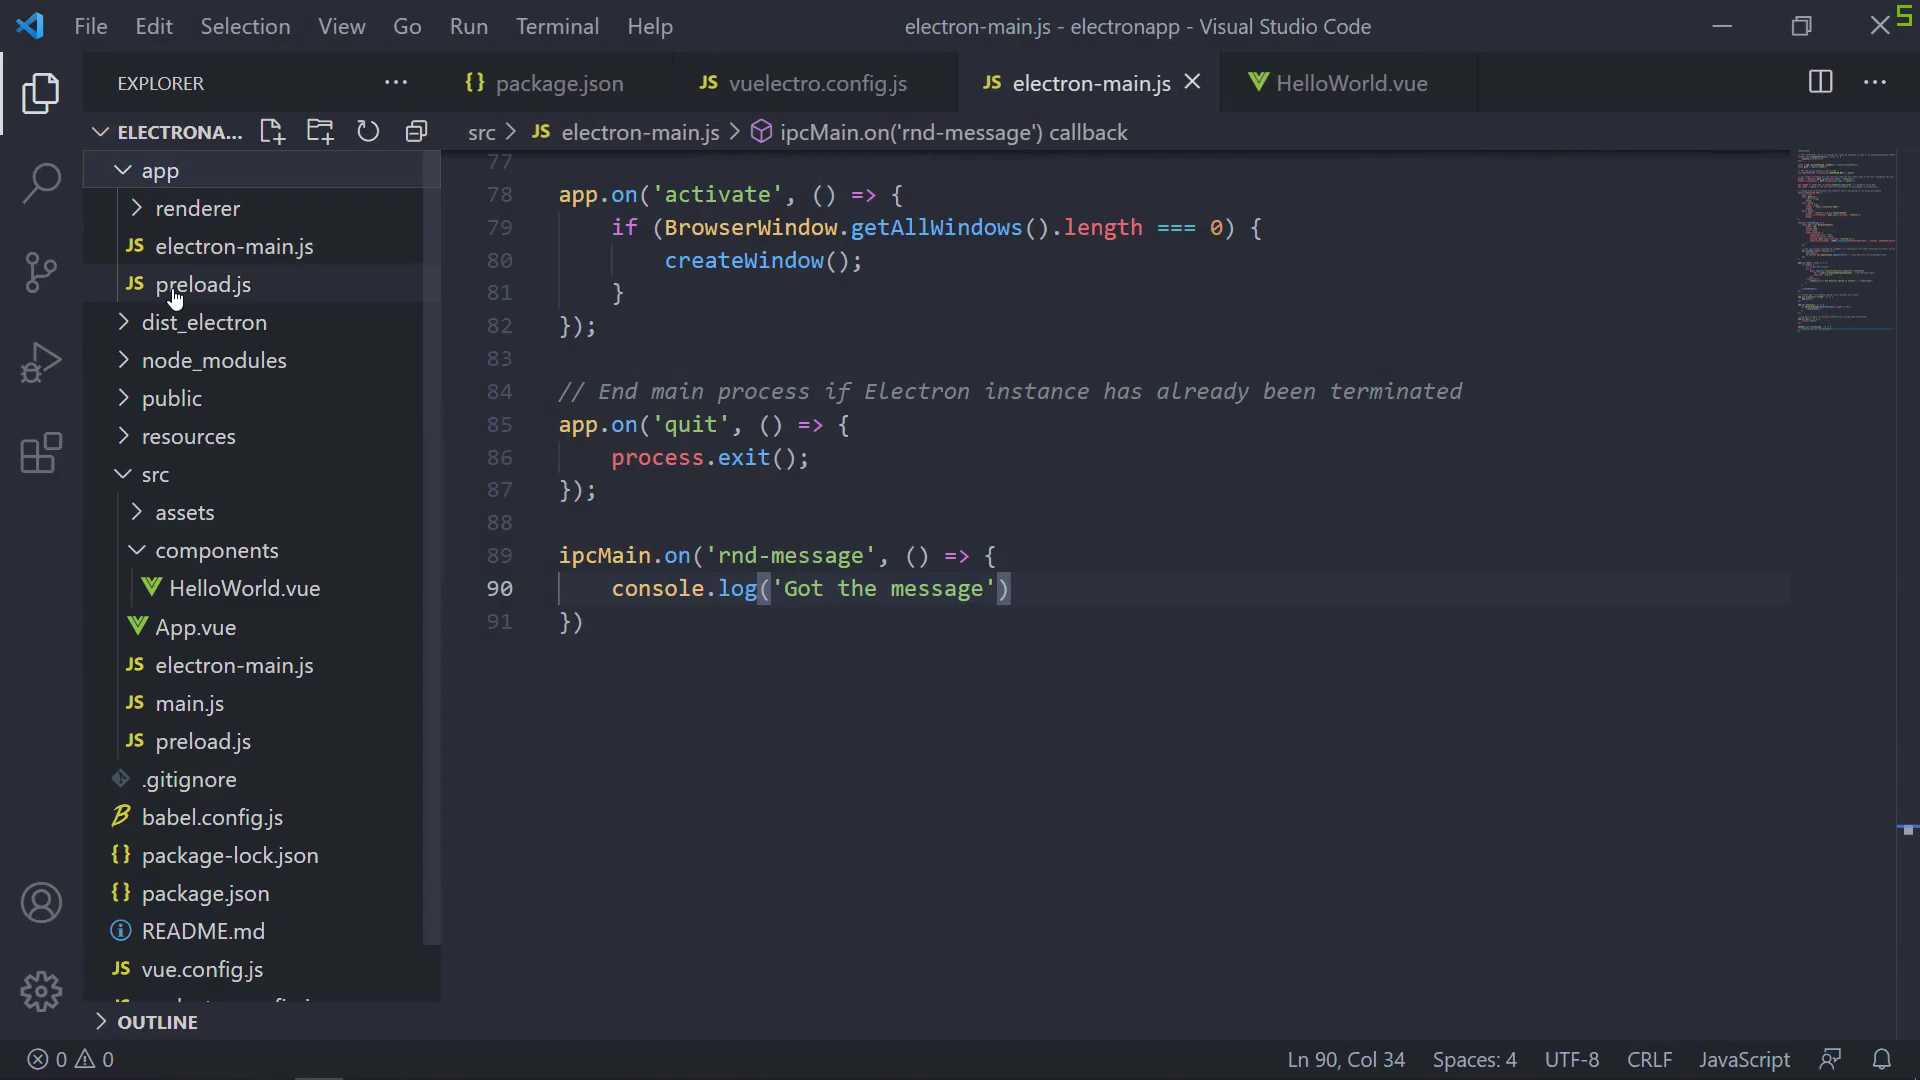 File Edit Selection View Go Run Terminal Help
electron-main.js - electronapp - Visual Studio Code
5
EXPLORER
package.json
vuelectro.config.js
electron-main.js
HelloWorld.vue
ELECTRONA...
src > JS electron-main.js > ipcMain.on('rnd-message') callback
app
renderer
JS electron-main.js
JS preload.js
dist_electron
node_modules
public
resources
src
assets
components
HelloWorld.vue
App.vue
JS electron-main.js
JS main.js
JS preload.js
.gitignore
babel.config.js
{} package-lock.json
{} package.json
README.md
JS vue.config.js
OUTLINE
77
78 app.on('activate', () => {
79 if (BrowserWindow.getAllWindows().length === 0) {
80 createWindow();
81 }
82 });
83
84 // End main process if Electron instance has already been terminated
85 app.on('quit', () => {
86 process.exit();
87 });
88
89 ipcMain.on('rnd-message', () => {
90 console.log('Got the message')
91 })
0 0
Ln 90, Col 34 Spaces: 4 UTF-8 CRLF JavaScript